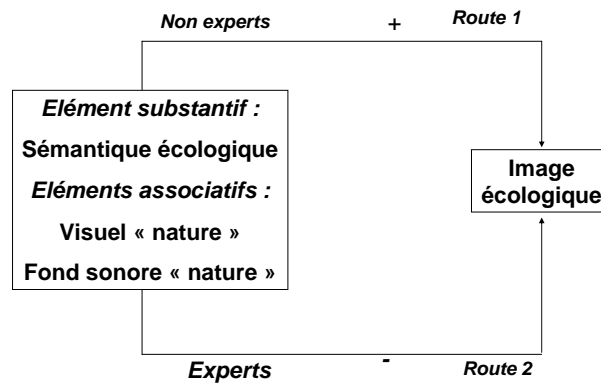 Non experts + Route 1
Elément substantif :
Sémantique écologique
Eléments associatifs :
Visuel « nature »
Fond sonore « nature »
Image
écologique
Experts - Route 2